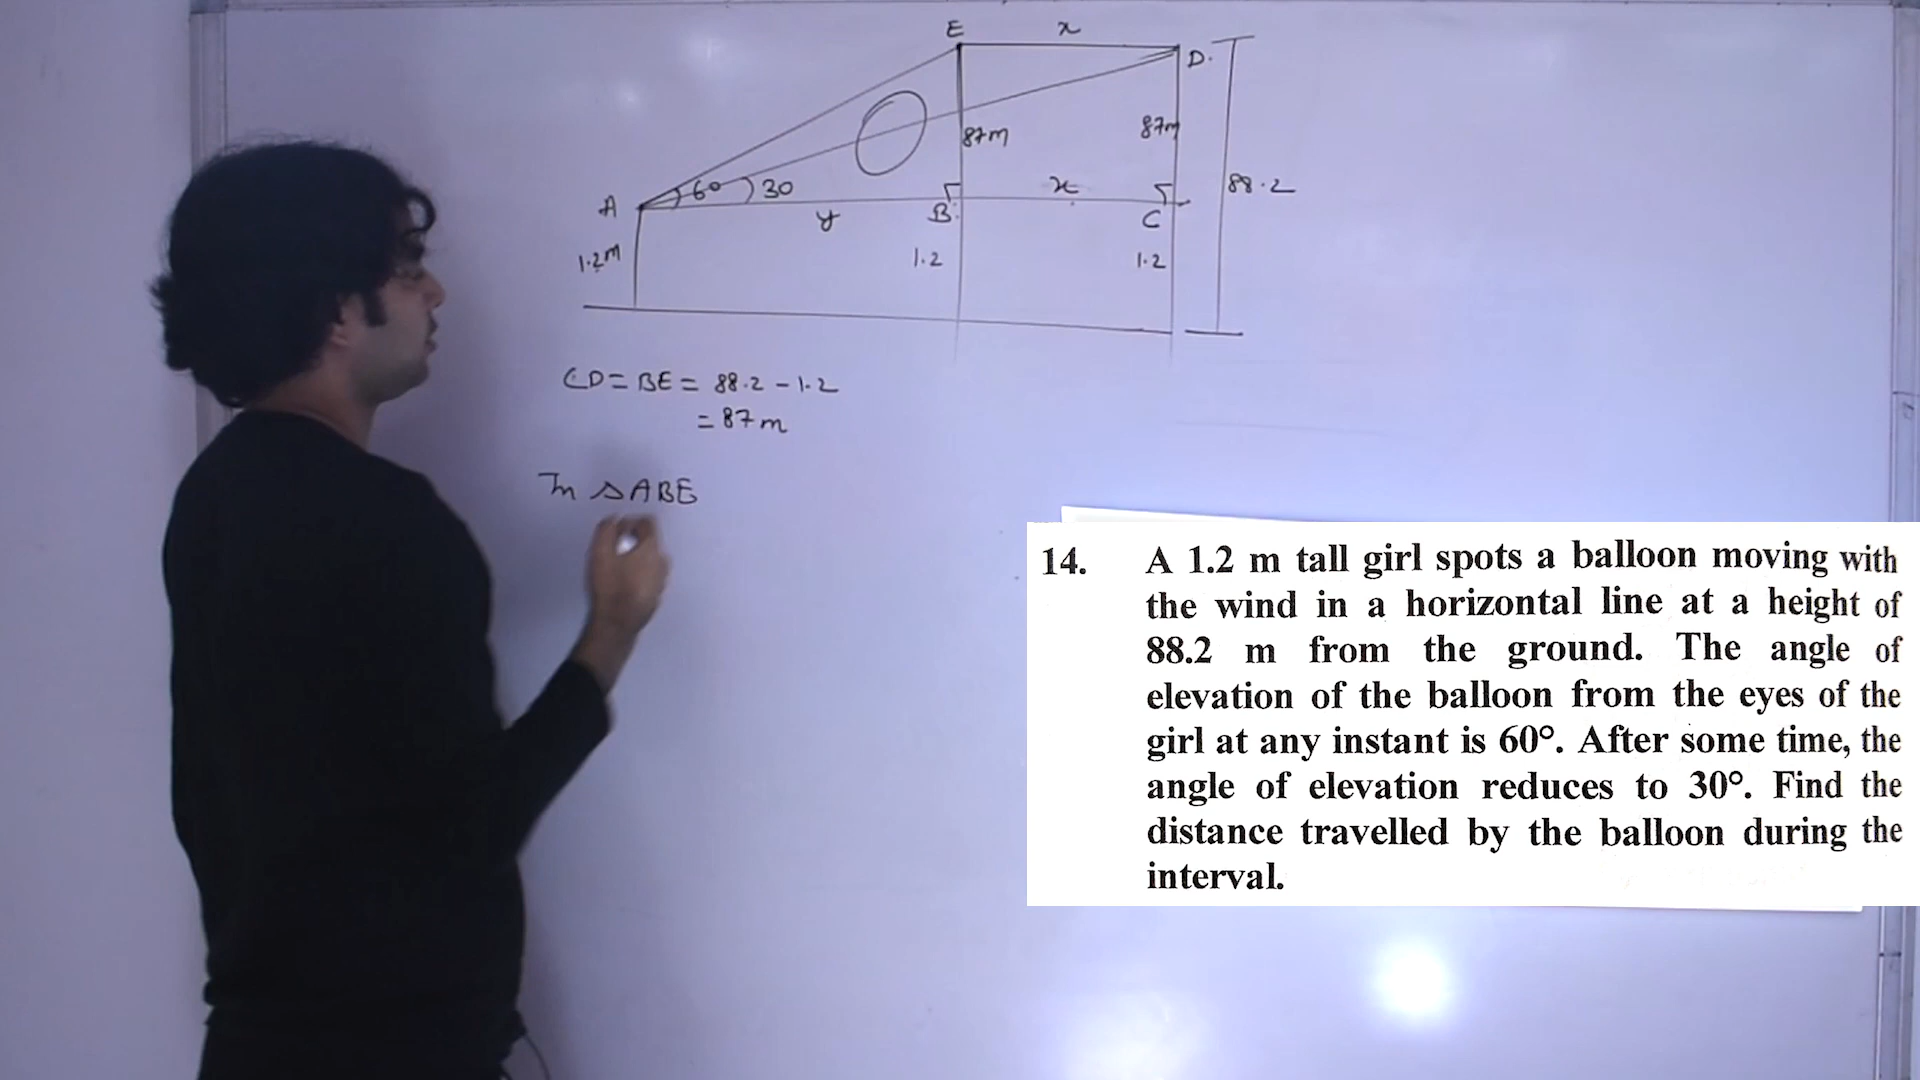 E x D.
87m 87m
A 60 30 88.2
y B x C
1.2m 1.2 1.2
CD = BE = 88.2 - 1.2
= 87m
In △ABE
14. A 1.2 m tall girl spots a balloon moving with
the wind in a horizontal line at a height of
88.2 m from the ground. The angle of
elevation of the balloon from the eyes of the
girl at any instant is 60°. After some time, the
angle of elevation reduces to 30°. Find the
distance travelled by the balloon during the
interval.